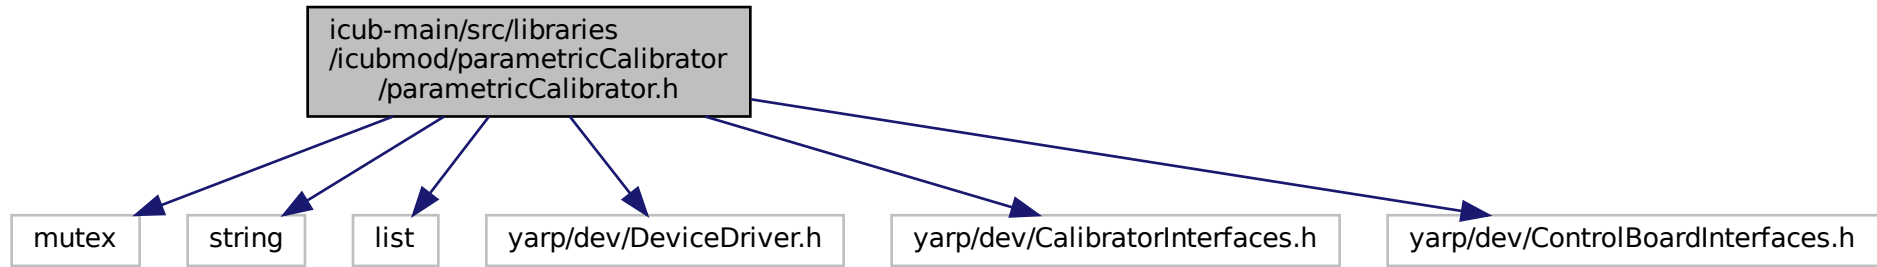 icub-main/src/libraries
/icubmod/parametricCalibrator
/parametricCalibrator.h
mutex
string
list
yarp/dev/DeviceDriver.h
yarp/dev/CalibratorInterfaces.h
yarp/dev/ControlBoardInterfaces.h